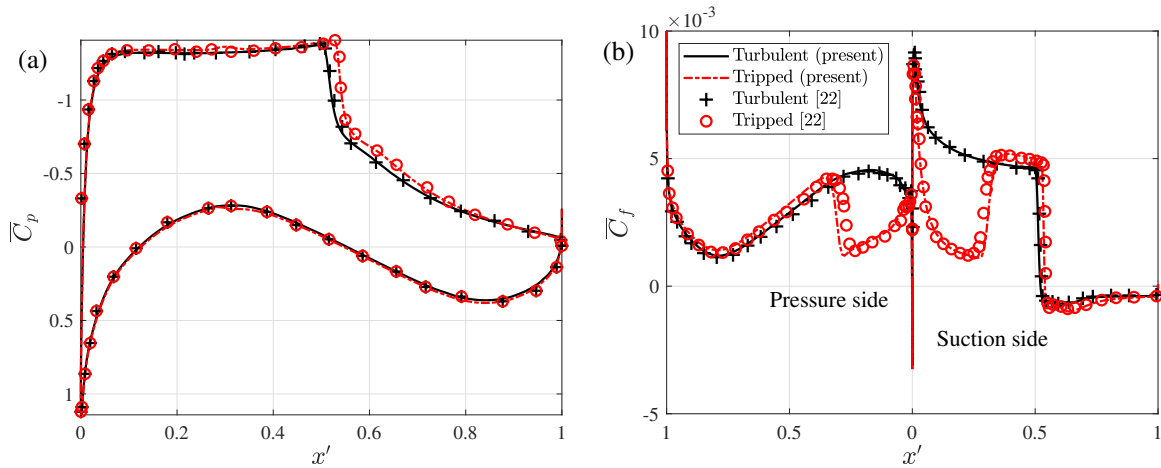 (a)
-1
-0.5
0
0.5
1
C̅_p
0
0.2
0.4
0.6
0.8
1
x′
(b)
10
×10⁻³
5
0
-5
C̅_f
Turbulent (present)
Tripped (present)
Turbulent [22]
Tripped [22]
Pressure side
Suction side
1
0.5
0
0.5
1
x′